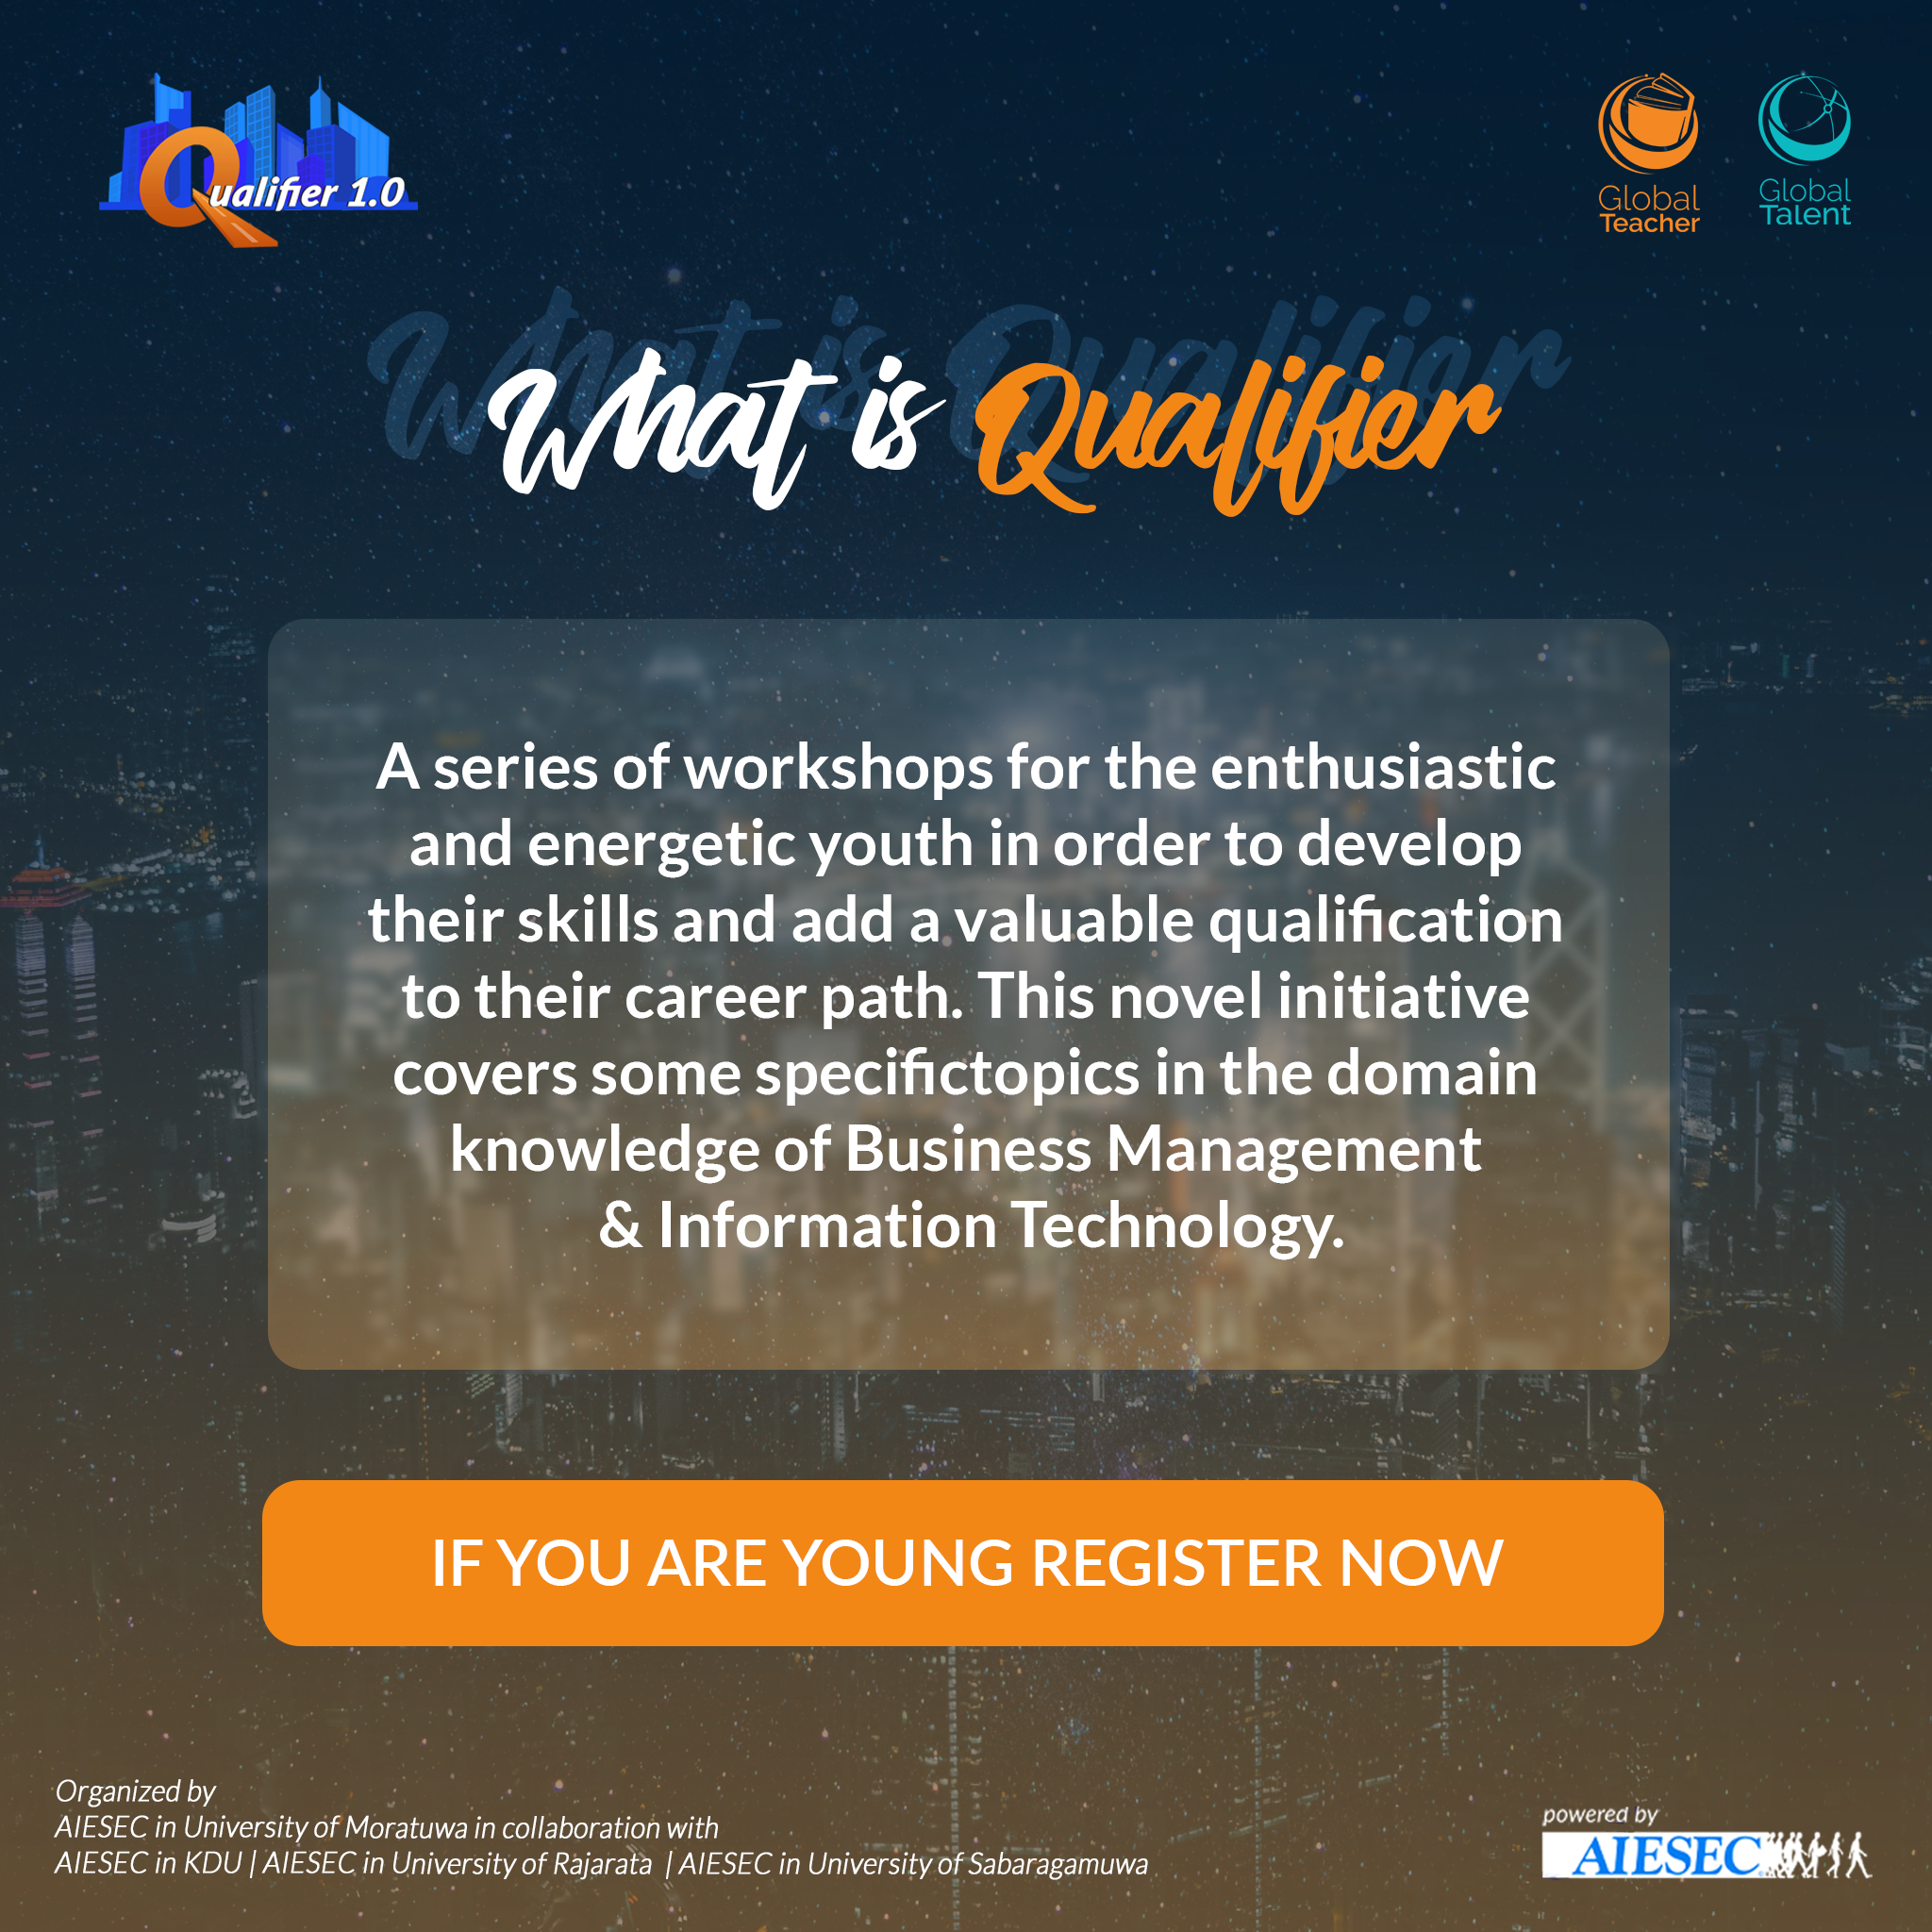 Qualifier 1.0
Global
Teacher
Global
Talent
What is Qualifier
What is Qualifier
A series of workshops for the enthusiastic
and energetic youth in order to develop
their skills and add a valuable qualification
to their career path. This novel initiative
covers some specifictopics in the domain
knowledge of Business Management
& Information Technology.
IF YOU ARE YOUNG REGISTER NOW
Organized by
AIESEC in University of Moratuwa in collaboration with
AIESEC in KDU | AIESEC in University of Rajarata | AIESEC in University of Sabaragamuwa
powered by
AIESEC